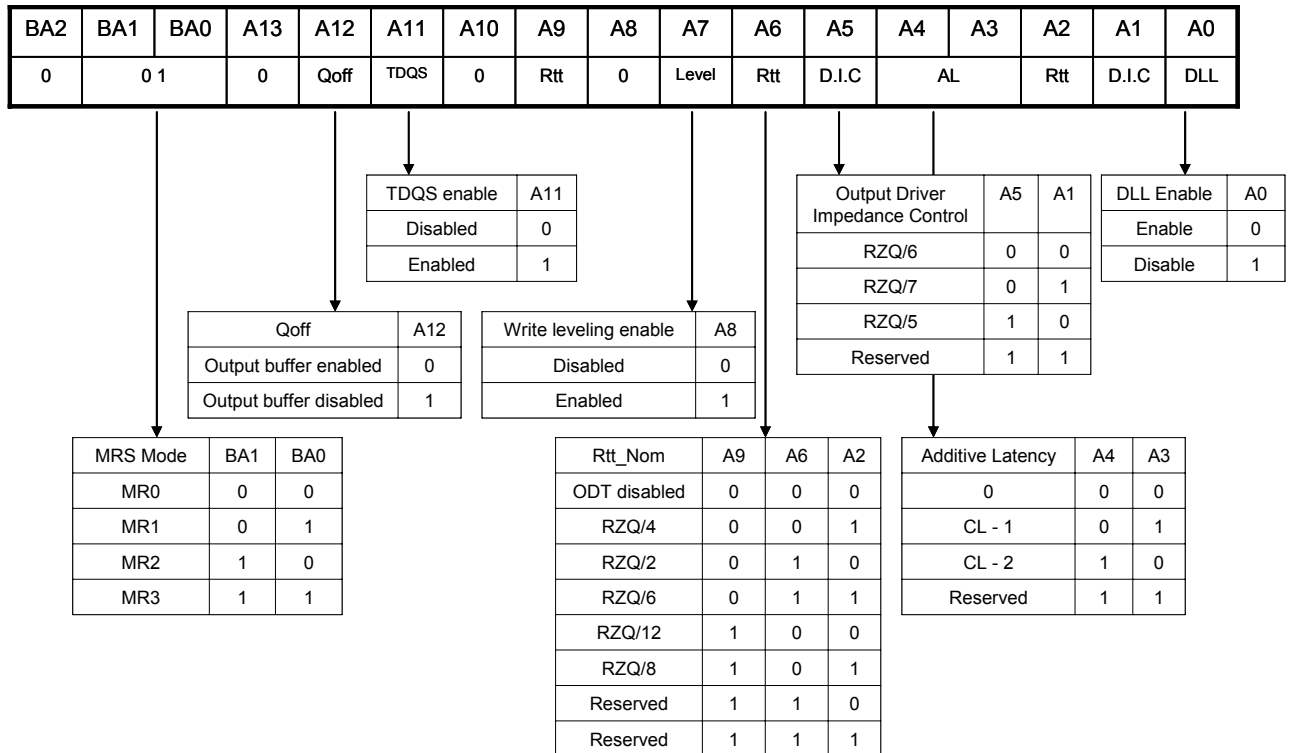 BA2 BA1 BA0 A13 A12 A11 A10 A9 A8 A7 A6 A5 A4 A3 A2 A1 A0
0 0 1 0 Qoff TDQS 0 Rtt 0 Level Rtt D.I.C AL Rtt D.I.C DLL
TDQS enable A11
Disabled 0
Enabled 1
Output Driver
Impedance Control A5 A1
RZQ/6 0 0
RZQ/7 0 1
RZQ/5 1 0
Reserved 1 1
DLL Enable A0
Enable 0
Disable 1
Qoff A12
Output buffer enabled 0
Output buffer disabled 1
Write leveling enable A8
Disabled 0
Enabled 1
MRS Mode BA1 BA0
MR0 0 0
MR1 0 1
MR2 1 0
MR3 1 1
Rtt_Nom A9 A6 A2
ODT disabled 0 0 0
RZQ/4 0 0 1
RZQ/2 0 1 0
RZQ/6 0 1 1
RZQ/12 1 0 0
RZQ/8 1 0 1
Reserved 1 1 0
Reserved 1 1 1
Additive Latency A4 A3
0 0 0
CL - 1 0 1
CL - 2 1 0
Reserved 1 1